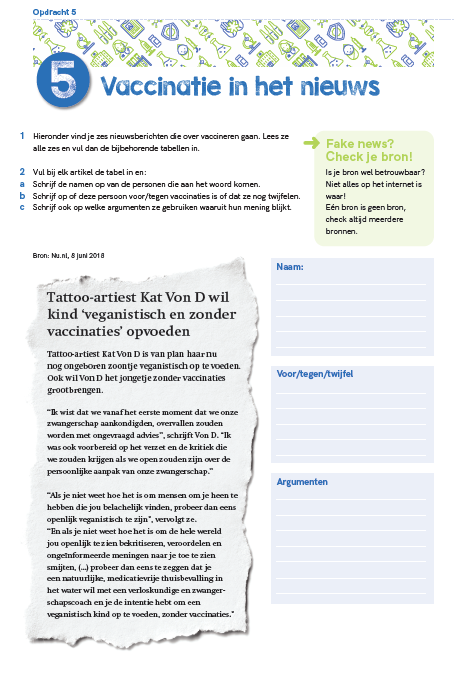 Opdracht 5
5 Vaccinatie in het nieuws
1 Hieronder vind je zes nieuwsberichten die over vaccineren gaan. Lees ze
alle zes en vul dan de bijbehorende tabellen in.
2 Vul bij elk artikel de tabel in en:
a Schrijf de namen op van de personen die aan het woord komen.
b Schrijf op of deze persoon voor/tegen vaccinaties is of dat ze nog twijfelen.
c Schrijf ook op welke argumenten ze gebruiken waaruit hun mening blijkt.
Fake news?
Check je bron!
Is je bron wel betrouwbaar?
Niet alles op het internet is
waar!
Eén bron is geen bron,
check altijd meerdere
bronnen.
Bron: Nu.nl, 8 juni 2018
Tattoo-artiest Kat Von D wil
kind ‘veganistisch en zonder
vaccinaties’ opvoeden
Tattoo-artiest Kat Von D is van plan haar nu
nog ongeboren zoontje veganistisch op te voeden.
Ook wil Von D het jongetje zonder vaccinaties
grootbrengen.
“Ik wist dat we vanaf het eerste moment dat we onze
zwangerschap aankondigden, overvallen zouden
worden met ongevraagd advies”, schrijft Von D. “Ik
was ook voorbereid op het verzet en de kritiek die
we zouden krijgen als we open zouden zijn over de
persoonlijke aanpak van onze zwangerschap.”
“Als je niet weet hoe het is om mensen om je heen te
hebben die jou belachelijk vinden, probeer dan eens
openlijk veganistisch te zijn”, vervolgt ze.
“En als je niet weet hoe het is om de hele wereld
jou openlijk te zien bekritiseren, veroordelen en
ongeïnformeerde meningen naar je toe te zien
smijten, (...) probeer dan eens te zeggen dat je
een natuurlijke, medicatievrije thuisbevalling in
het water wil met een verloskundige en zwanger-
schapscoach en je de intentie hebt om een
veganistisch kind op te voeden, zonder vaccinaties.”
Naam:
Voor/tegen/twijfel
Argumenten